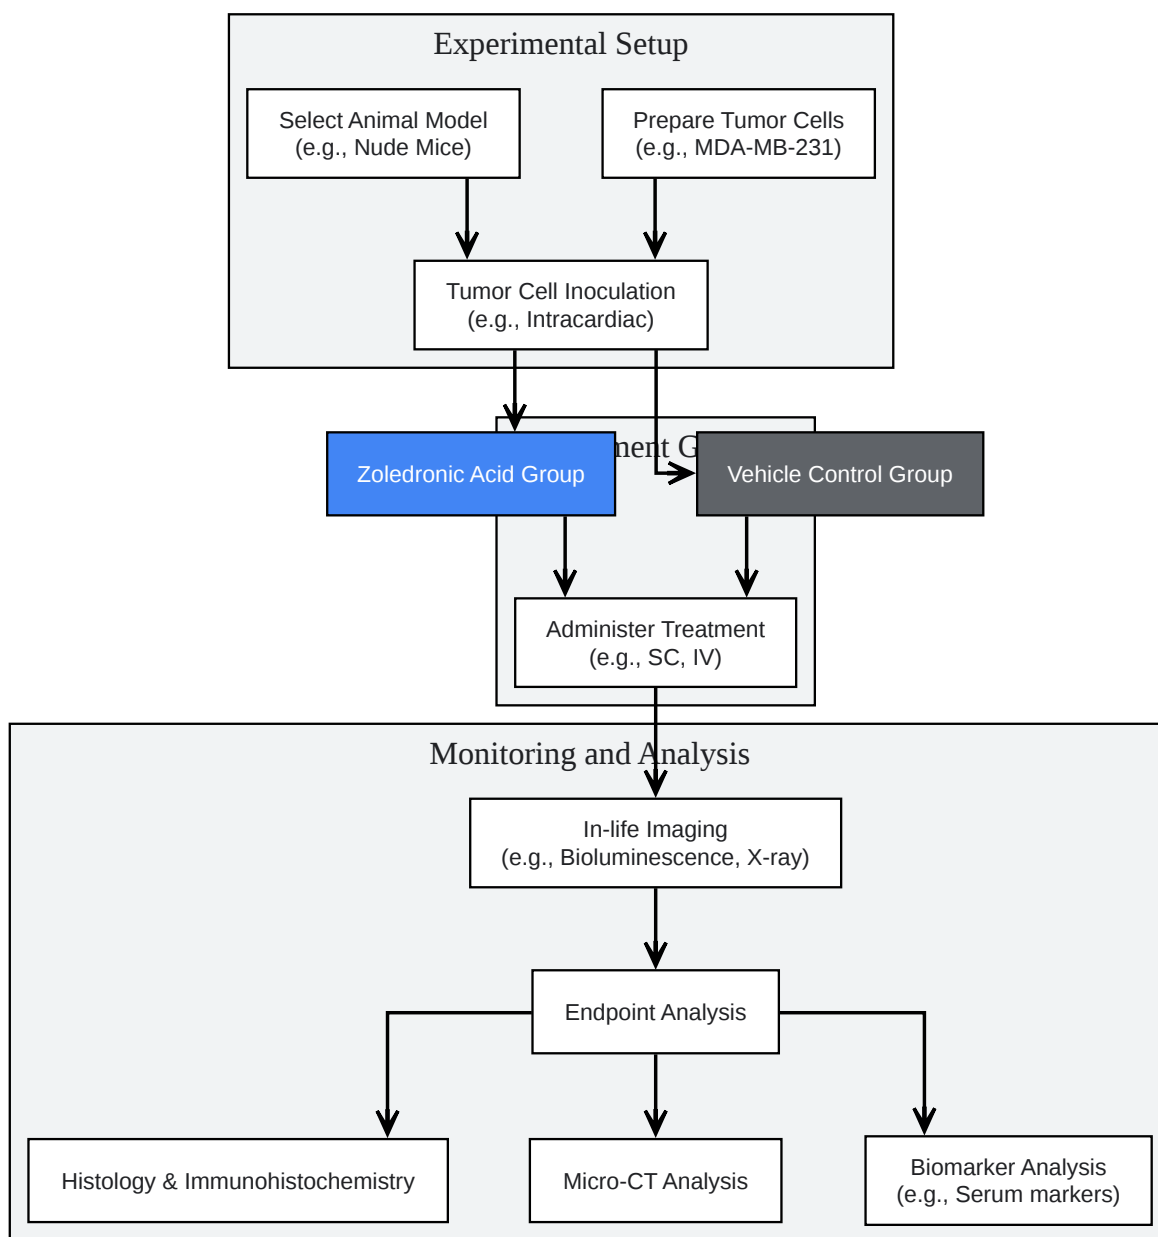 Experimental Setup
Select Animal Model
(e.g., Nude Mice)
Prepare Tumor Cells
(e.g., MDA-MB-231)
Tumor Cell Inoculation
(e.g., Intracardiac)
Zoledronic Acid Group
Vehicle Control Group
Administer Treatment
(e.g., SC, IV)
Monitoring and Analysis
In-life Imaging
(e.g., Bioluminescence, X-ray)
Endpoint Analysis
Histology & Immunohistochemistry
Micro-CT Analysis
Biomarker Analysis
(e.g., Serum markers)